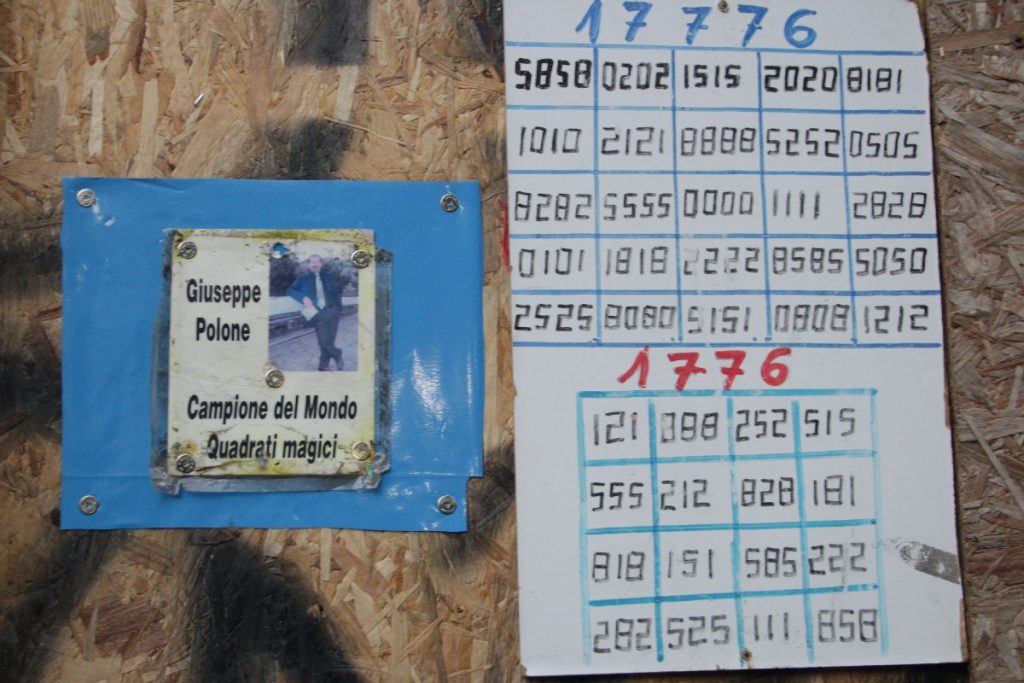 Giuseppe
Polone
Campione del Mondo
Quadrati magici
17776
5858 0202 1515 2020 8181
1010 2121 8888 5252 0505
8282 5555 0000 1111 2828
0101 1818 2222 8585 5050
2525 8080 5151 0808 1212
1776
121 888 252 515
555 212 828 181
818 151 585 222
282 525 111 858